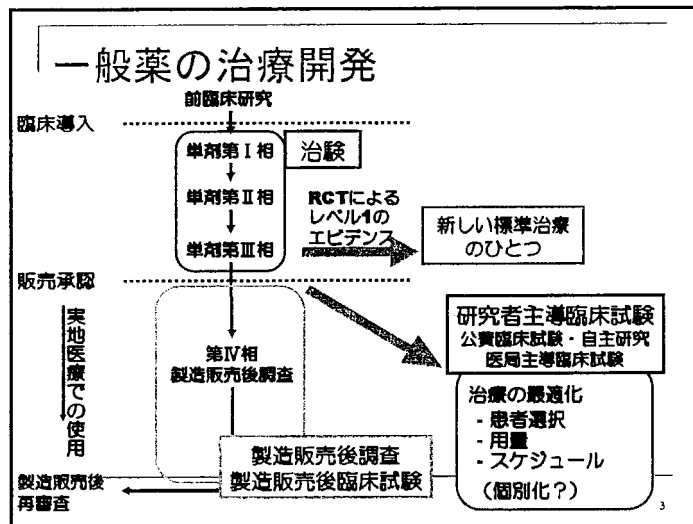 一般薬の治療開発
前臨床研究
臨床導入
単剤第Ⅰ相
治験
単剤第Ⅱ相
単剤第Ⅲ相
RCTによる
レベル1の
エビデンス
新しい標準治療
のひとつ
販売承認
実地医療での使用
第Ⅳ相
製造販売後調査
研究者主導臨床試験
公費臨床試験・自主研究
医局主導臨床試験
治療の最適化
- 患者選択
- 用量
- スケジュール
（個別化？）
製造販売後調査
製造販売後臨床試験
製造販売後
再審査
3